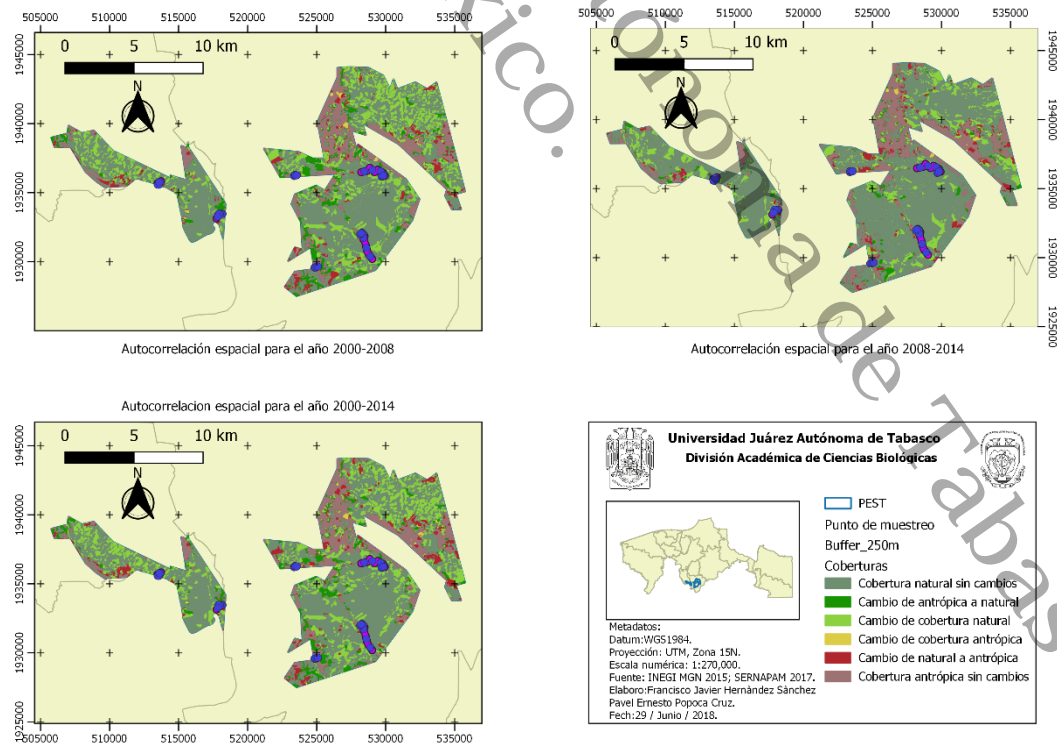 505000 510000 515000 520000 525000 530000 535000
1945000
1940000
1935000
1930000
0 5 10 km
N
Autocorrelación espacial para el año 2000-2008
505000 510000 515000 520000 525000 530000 535000
1945000
1940000
1935000
1930000
1925000
0 5 10 km
N
Autocorrelación espacial para el año 2008-2014
Autocorrelacion espacial para el año 2000-2014
1945000
1940000
1935000
1930000
1925000
0 5 10 km
N
505000 510000 515000 520000 525000 530000 535000
Universidad Juárez Autónoma de Tabasco
División Académica de Ciencias Biológicas
PEST
Punto de muestreo
Buffer_250m
Coberturas
Cobertura natural sin cambios
Cambio de antrópica a natural
Cambio de cobertura natural
Cambio de cobertura antrópica
Cambio de natural a antrópica
Cobertura antrópica sin cambios
Metadatos:
Datum:WGS1984.
Proyección: UTM, Zona 15N.
Escala numérica: 1:270,000.
Fuente: INEGI MGN 2015; SERNAPAM 2017.
Elaboro:Francisco Javier Hernández Sánchez
Pavel Ernesto Popoca Cruz.
Fech:29 / Junio / 2018.
xico.
onoma de Tabas